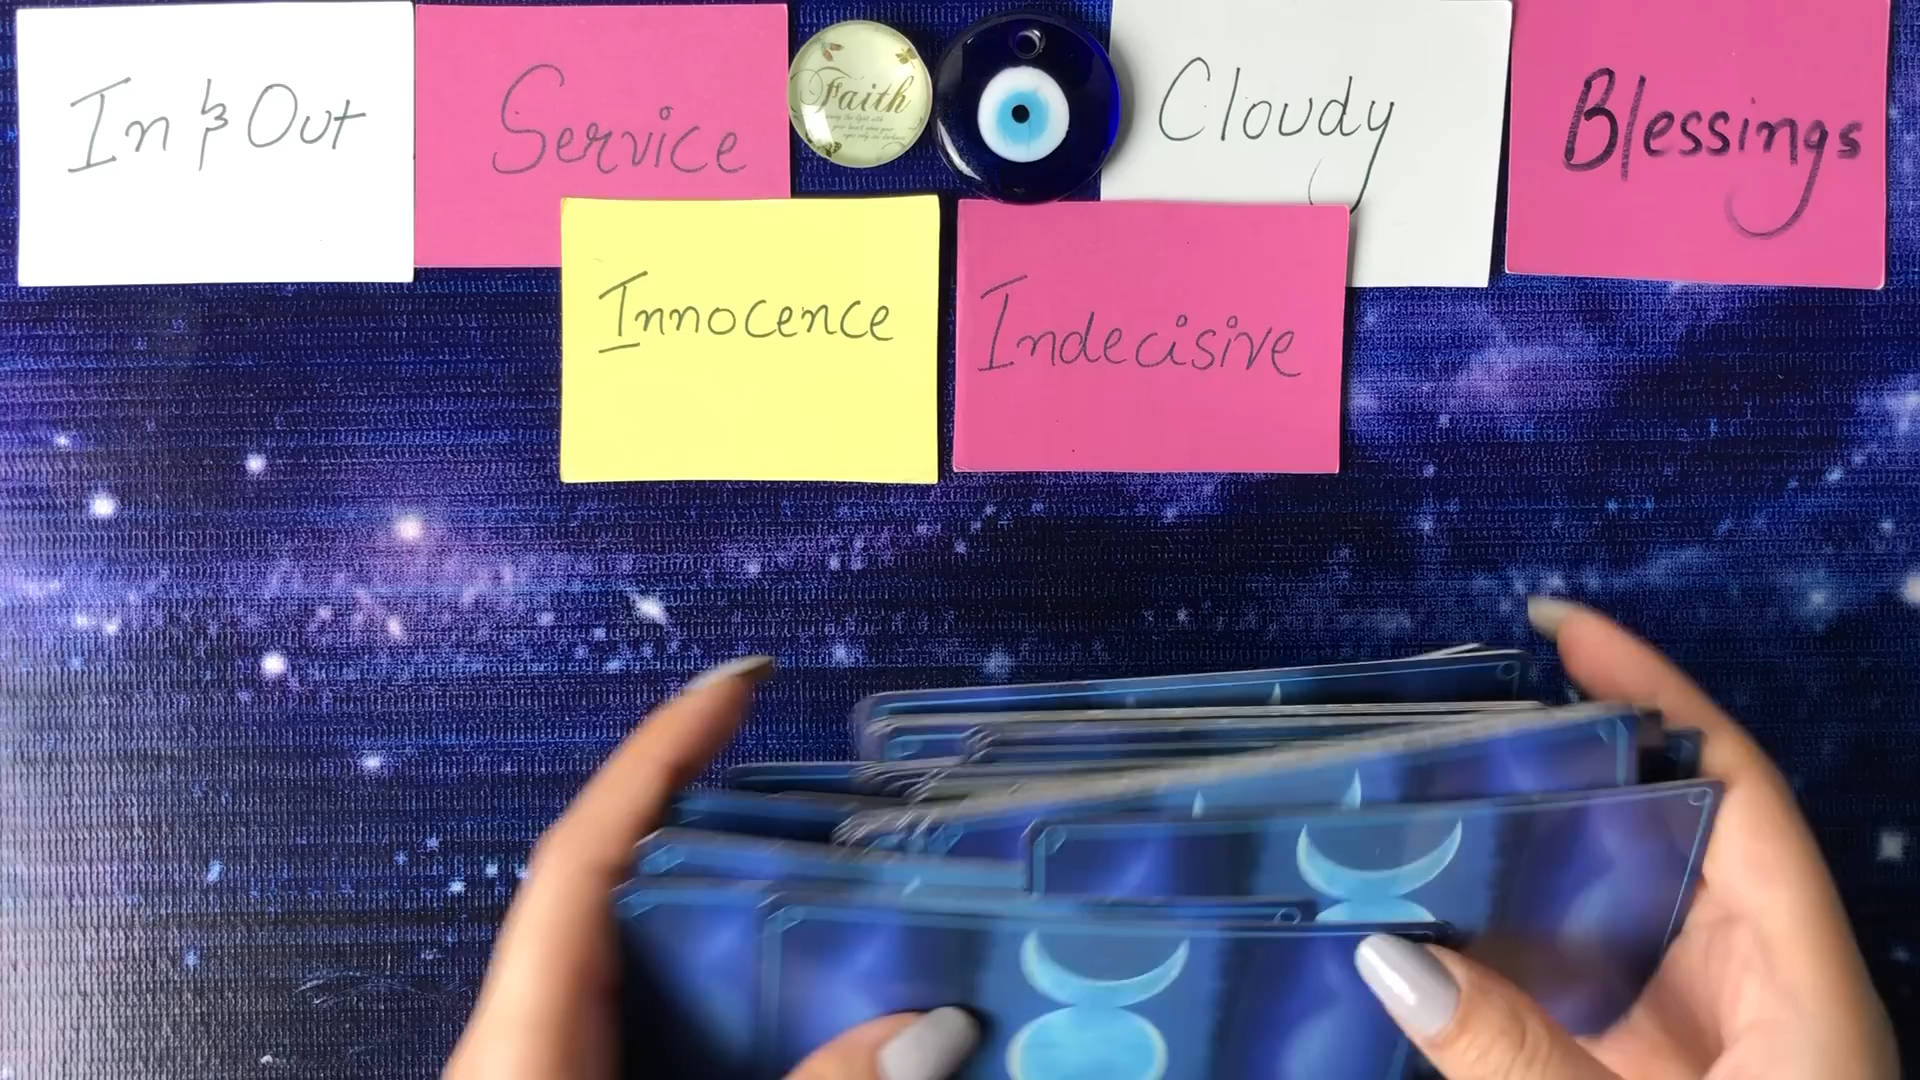 In & Out
Service
Faith
Cloudy
Blessings
Innocence
Indecisive